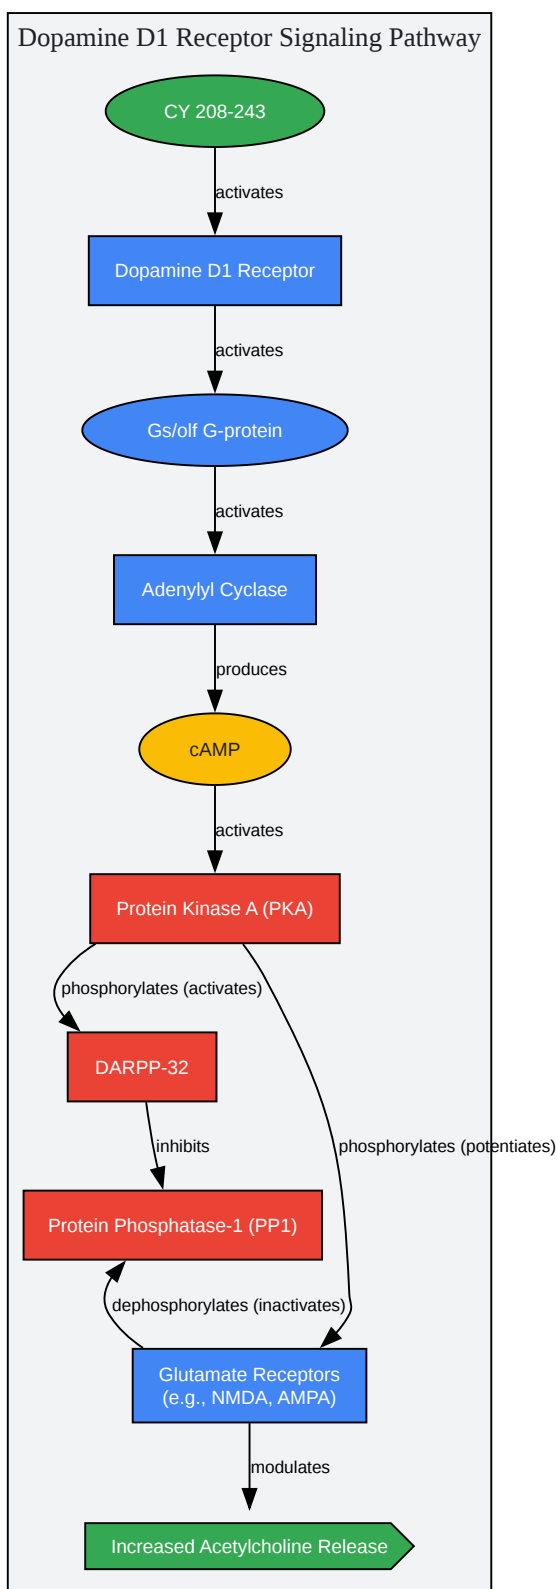 Dopamine D1 Receptor Signaling Pathway
CY 208-243
activates
Dopamine D1 Receptor
activates
Gs/olf G-protein
activates
Adenylyl Cyclase
produces
cAMP
activates
Protein Kinase A (PKA)
phosphorylates (activates)
DARPP-32
inhibits
phosphorylates (potentiates)
Protein Phosphatase-1 (PP1)
dephosphorylates (inactivates)
Glutamate Receptors
(e.g., NMDA, AMPA)
modulates
Increased Acetylcholine Release